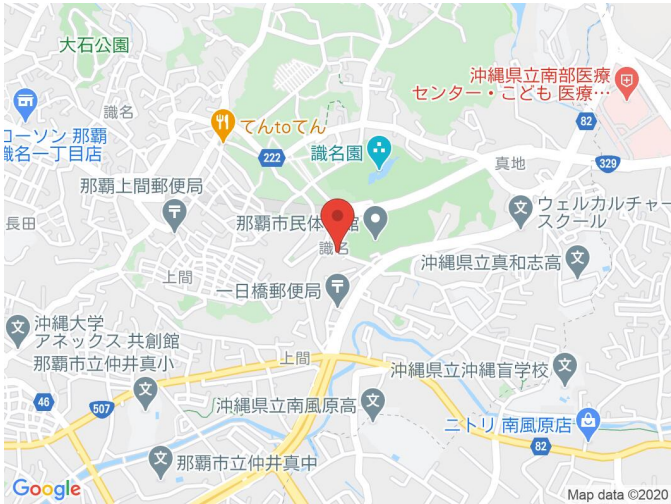 大石公園
沖縄県立南部医療
センター・こども 医療…
識名
ローソン 那覇
識名一丁目店
てんtoてん
82
222
識名園
真地
329
那覇上間郵便局
長田
ウェルカルチャー
スクール
那覇市民体
館
識名
沖縄県立真和志高
上間
一日橋郵便局
沖縄大学
アネックス 共創館
上間
那覇市立仲井真小
沖縄県立沖縄盲学校
46
507
沖縄県立南風原高
ニトリ 南風原店
82
那覇市立仲井真中
Google
Map data ©2020